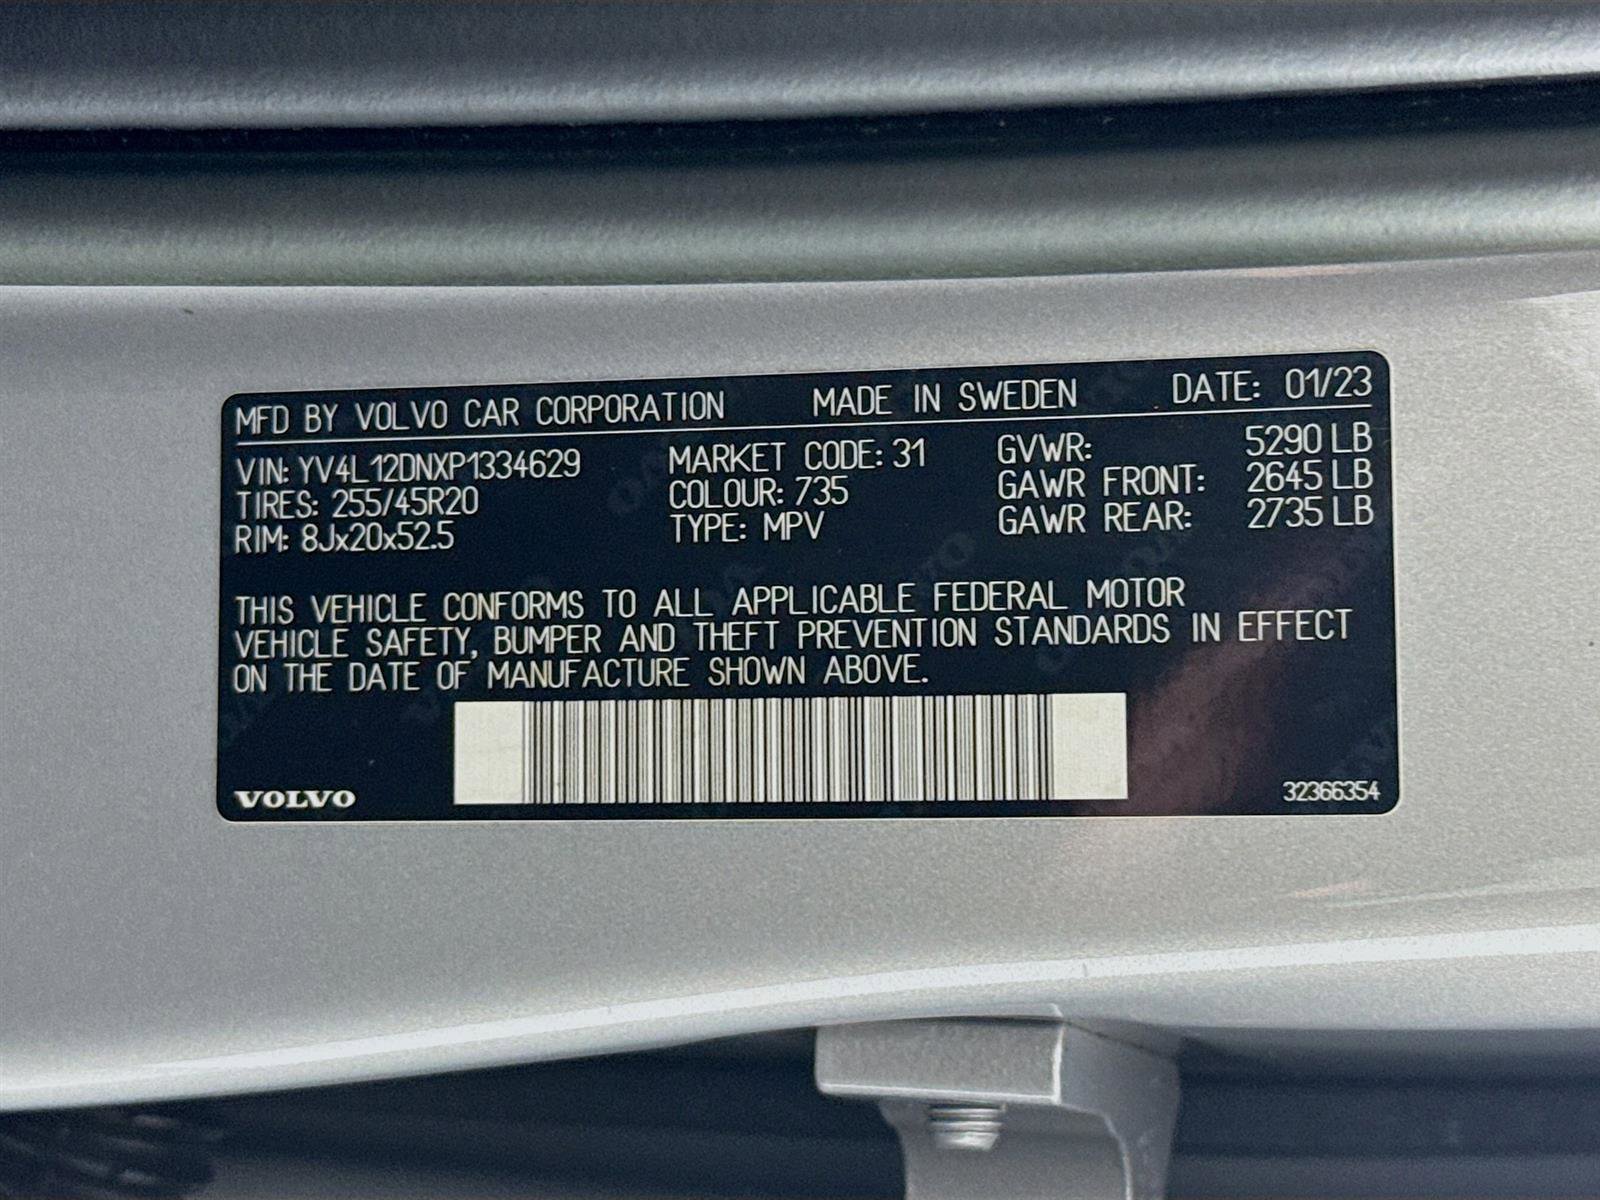 MFD BY VOLVO CAR CORPORATION MADE IN SWEDEN DATE: 01/23
VIN: YV4L12DNXP1334629 MARKET CODE: 31 GVWR: 5290 LB
TIRES: 255/45R20 COLOUR: 735 GAWR FRONT: 2645 LB
RIM: 8Jx20x52.5 TYPE: MPV GAWR REAR: 2735 LB
THIS VEHICLE CONFORMS TO ALL APPLICABLE FEDERAL MOTOR
VEHICLE SAFETY, BUMPER AND THEFT PREVENTION STANDARDS IN EFFECT
ON THE DATE OF MANUFACTURE SHOWN ABOVE.
VOLVO 32366354